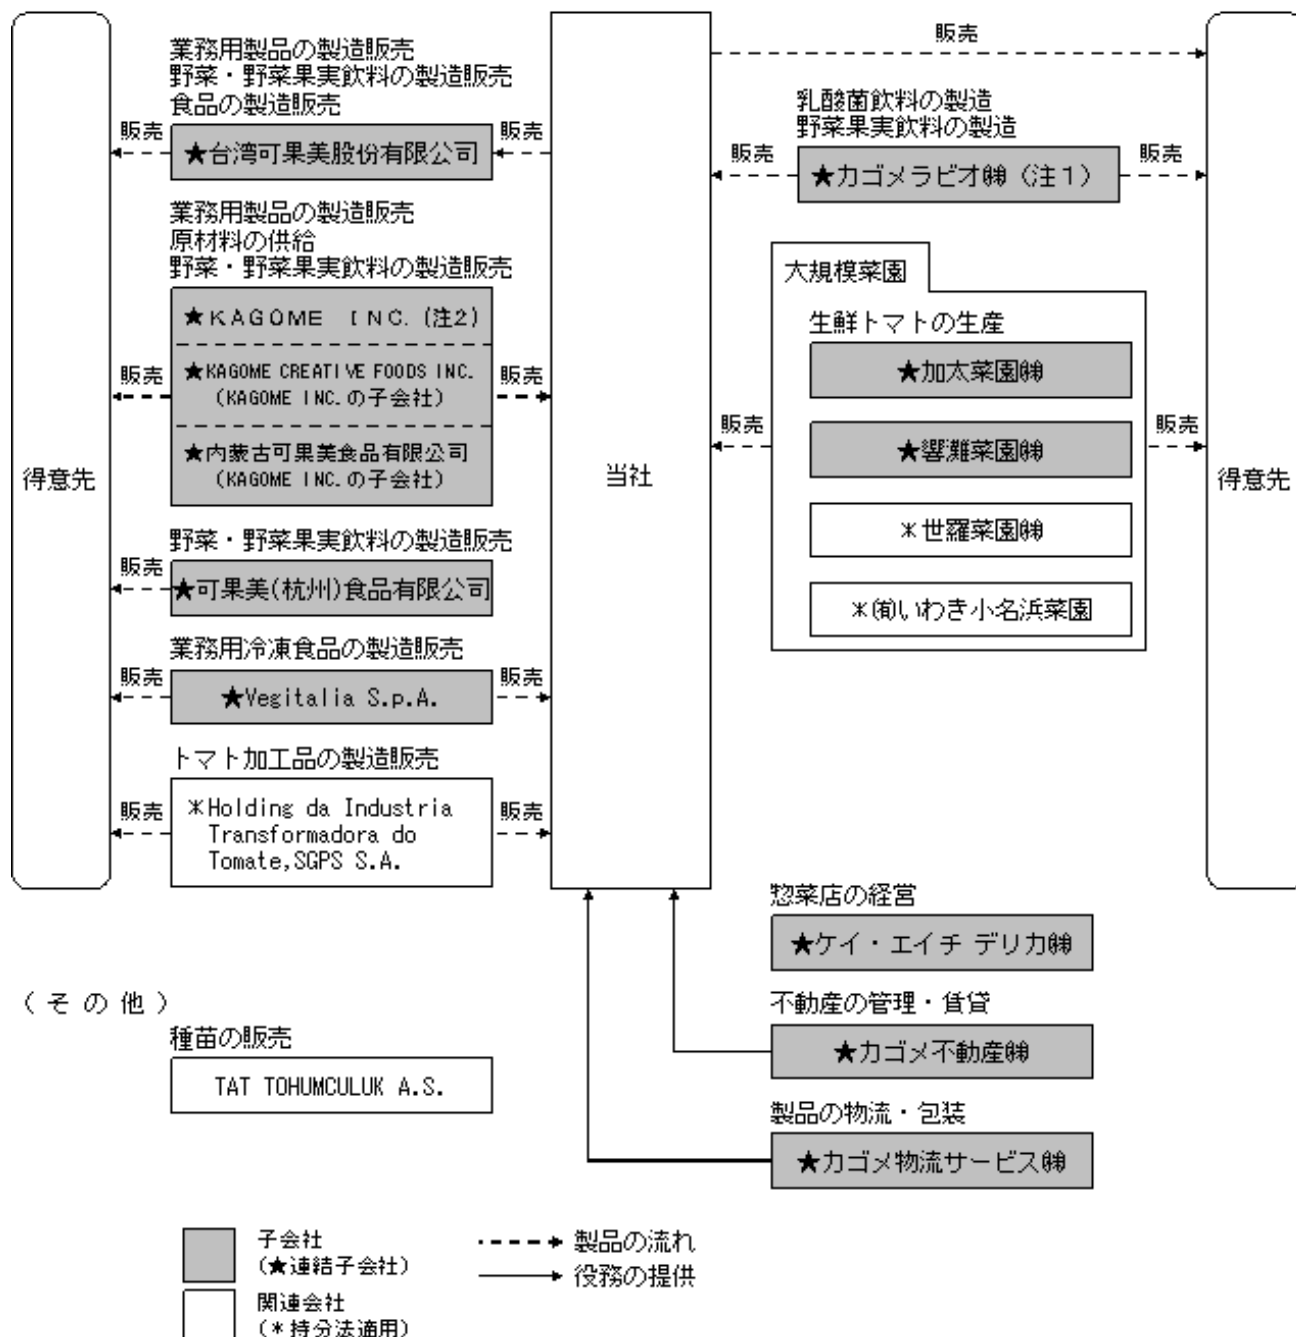 得意先
業務用製品の製造販売
野菜・野菜果実飲料の製造販売
食品の製造販売
販売
★台湾可果美股份有限公司
販売
業務用製品の製造販売
原材料の供給
野菜・野菜果実飲料の製造販売
★KAGOME INC.(注2)
販売
★KAGOME CREATIVE FOODS INC.
(KAGOME INC.の子会社)
販売
★内蒙古可果美食品有限公司
(KAGOME INC.の子会社)
野菜・野菜果実飲料の製造販売
販売
★可果美(杭州)食品有限公司
業務用冷凍食品の製造販売
販売
★Vegitalia S.p.A.
販売
トマト加工品の製造販売
販売
*Holding da Industria
Transformadora do
Tomate,SGPS S.A.
販売
当社
販売
乳酸菌飲料の製造
野菜果実飲料の製造
販売
★カゴメラビオ㈱(注1)
販売
大規模菜園
生鮮トマトの生産
★加太菜園㈱
販売
★響灘菜園㈱
販売
*世羅菜園㈱
*㈲いわき小名浜菜園
得意先
惣菜店の経営
★ケイ・エイチ デリカ㈱
不動産の管理・賃貸
★カゴメ不動産㈱
製品の物流・包装
★カゴメ物流サービス㈱
(その他)
種苗の販売
TAT TOHUMCULUK A.S.
子会社
(★連結子会社)
関連会社
(*持分法適用)
製品の流れ
役務の提供